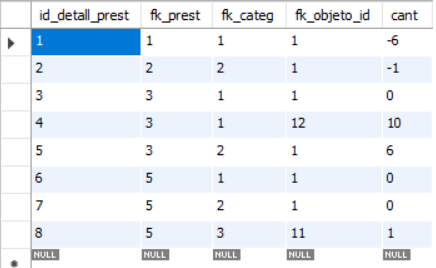 id_detall_prest fk_prest fk_categ fk_objeto_id cant
1 1 1 1 -6
2 2 2 1 -1
3 3 1 1 0
4 3 1 12 10
5 3 2 1 6
6 5 1 1 0
7 5 2 1 0
8 5 3 11 1
NULL NULL NULL NULL NULL